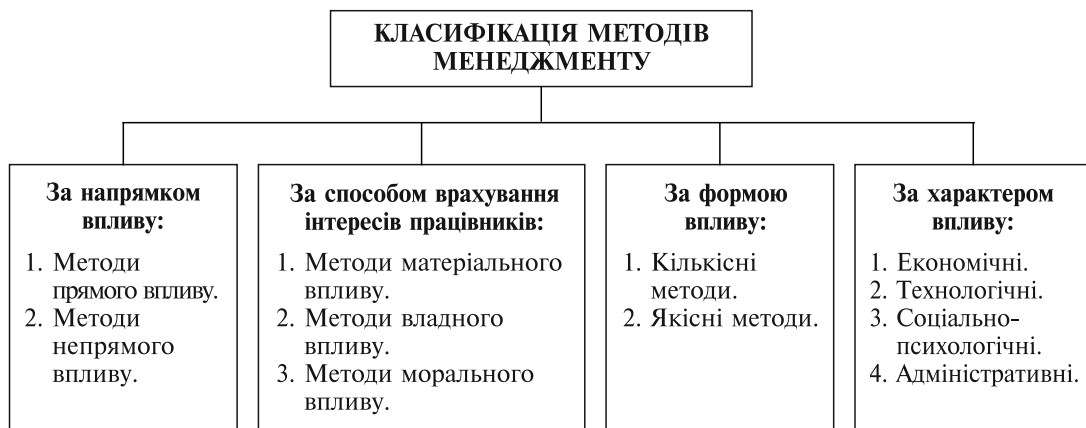 КЛАСИФІКАЦІЯ МЕТОДІВ
МЕНЕДЖМЕНТУ
За напрямком
впливу:
1. Методи
прямого впливу.
2. Методи
непрямого
впливу.
За способом врахування
інтересів працівників:
1. Методи матеріального
впливу.
2. Методи владного
впливу.
3. Методи морального
впливу.
За формою
впливу:
1. Кількісні
методи.
2. Якісні методи.
За характером
впливу:
1. Економічні.
2. Технологічні.
3. Соціально-
психологічні.
4. Адміністративні.